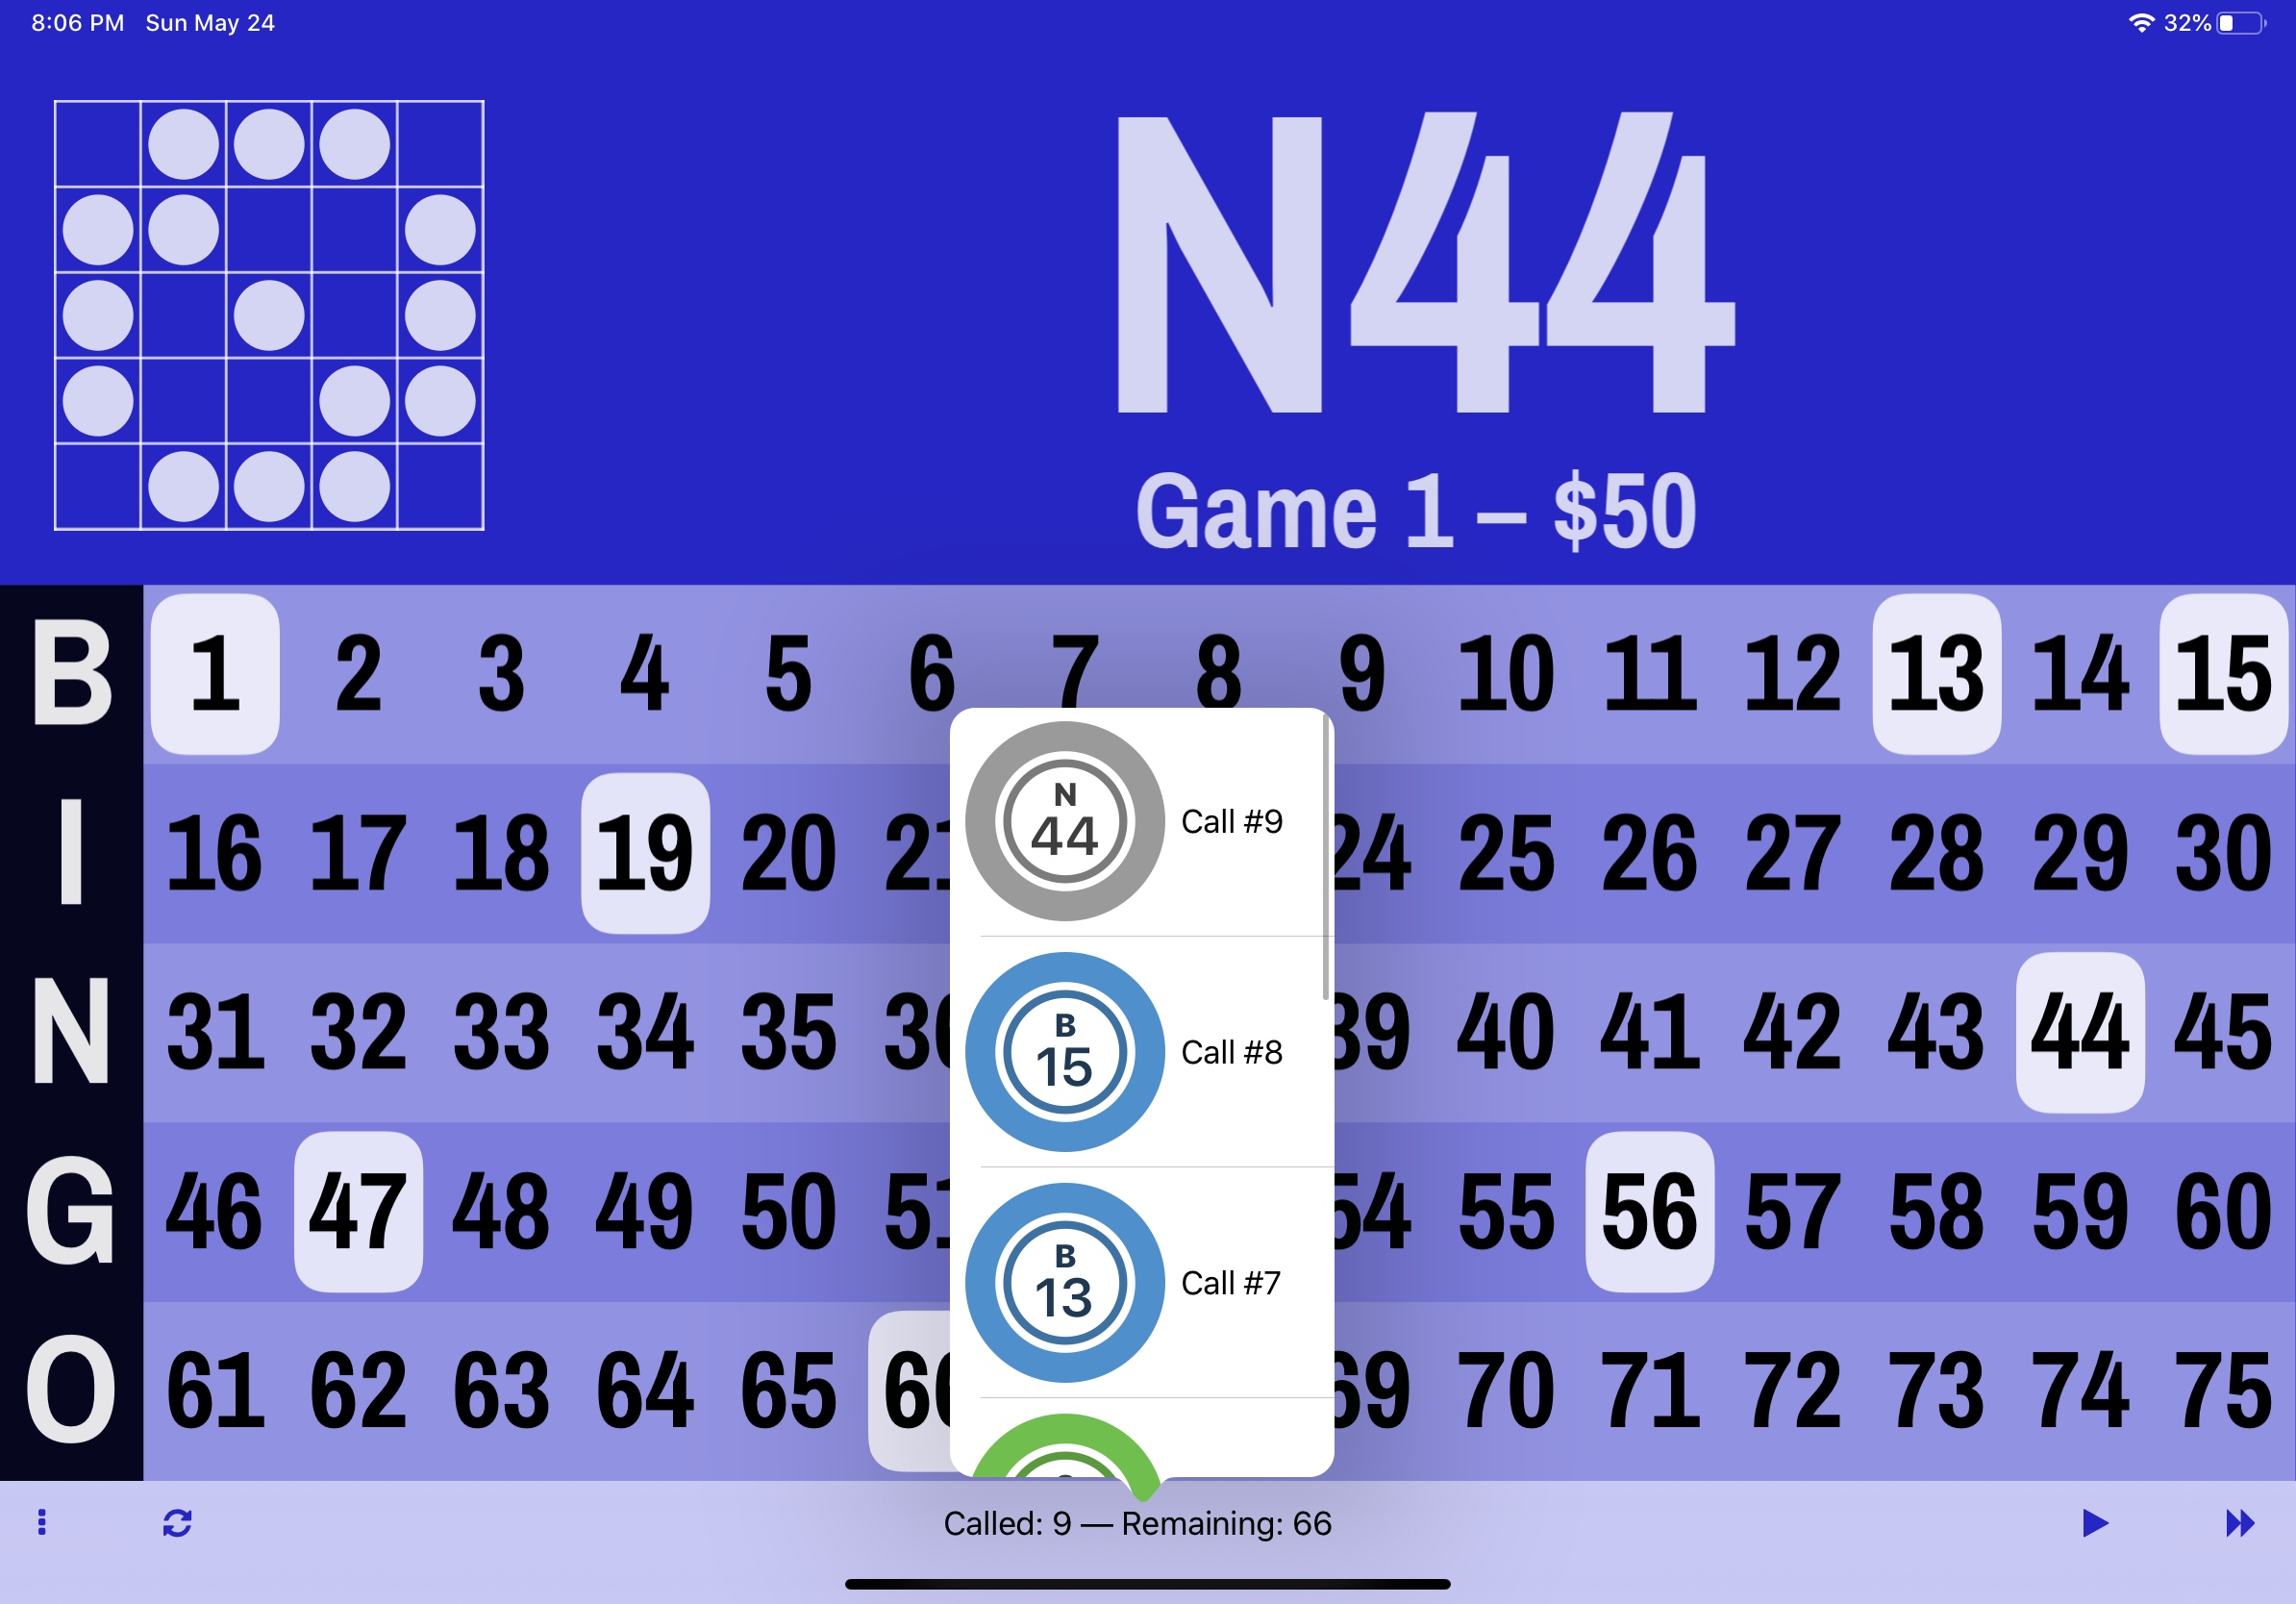 8:06 PM Sun May 24 32%
N44
Game 1 – $50
B 1 2 3 4 5 6 7 8 9 10 11 12 13 14 15
I 16 17 18 19 20 24 25 26 27 28 29 30
N 31 32 33 34 35 39 40 41 42 43 44 45
G 46 47 48 49 50 54 55 56 57 58 59 60
O 61 62 63 64 65 69 70 71 72 73 74 75
N
44
Call #9
B
15
Call #8
B
13
Call #7
Called: 9 — Remaining: 66